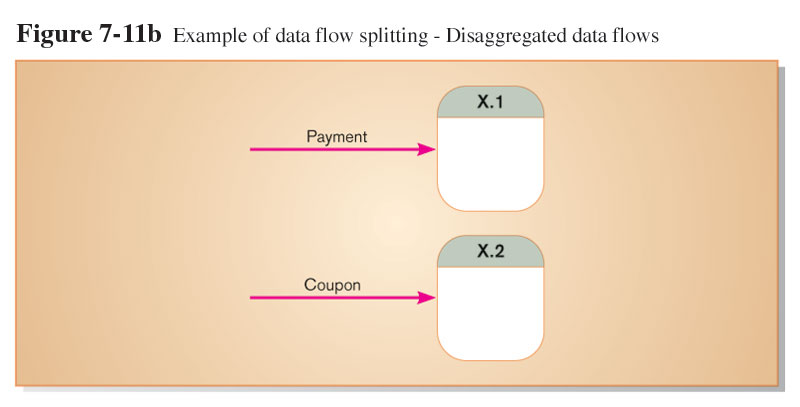 Figure 7-11b Example of data flow splitting - Disaggregated data flows
X.1
Payment
X.2
Coupon